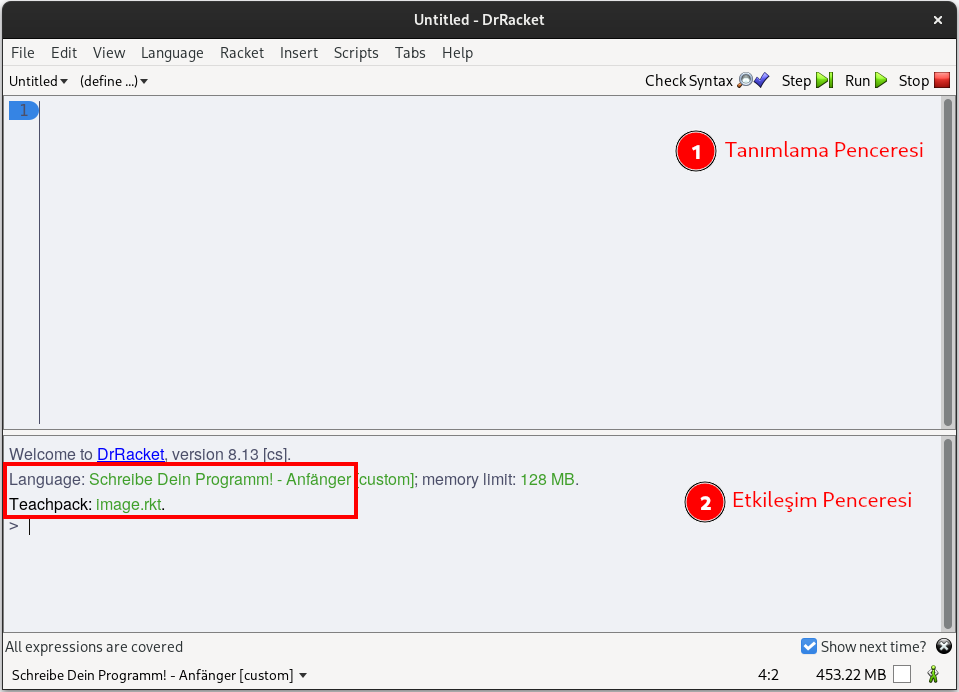 Untitled - DrRacket
File Edit View Language Racket Insert Scripts Tabs Help
Untitled (define ...) Check Syntax Step Run Stop
1
1 Tanımlama Penceresi
Welcome to DrRacket, version 8.13 [cs].
Language: Schreibe Dein Programm! - Anfänger [custom]; memory limit: 128 MB.
Teachpack: image.rkt.
>
2 Etkileşim Penceresi
All expressions are covered Show next time?
Schreibe Dein Programm! - Anfänger [custom] 4:2 453.22 MB